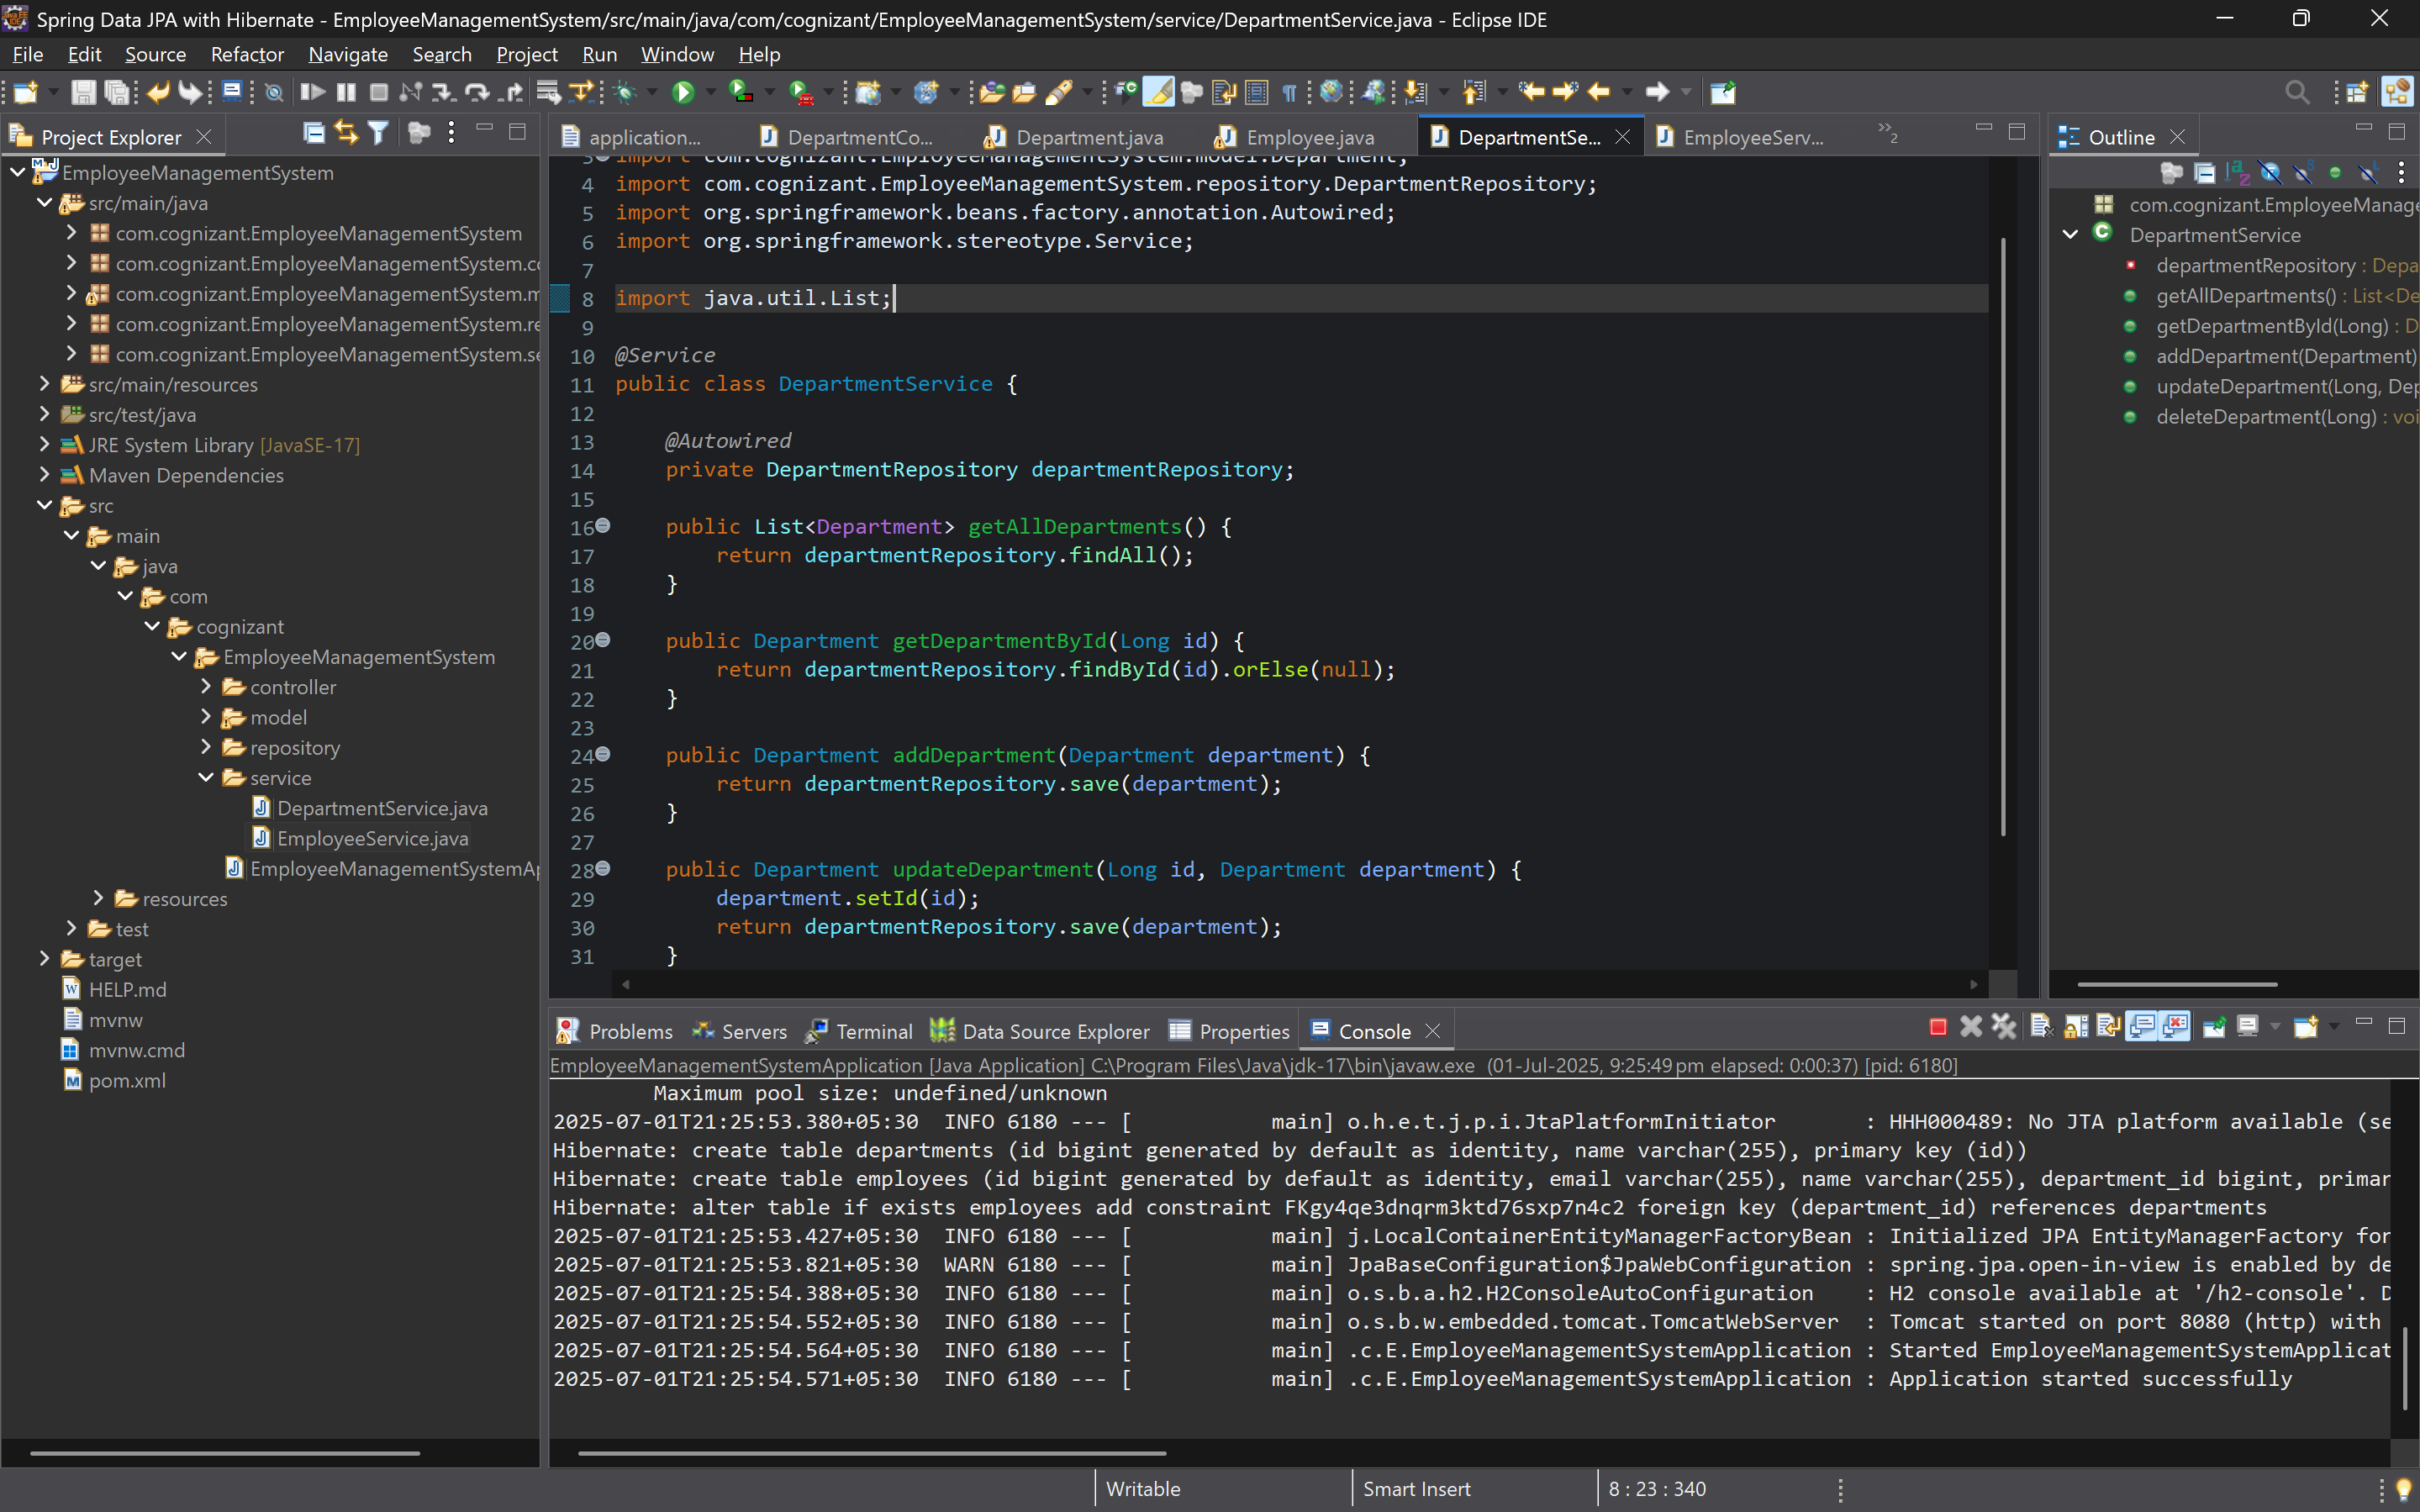 Spring Data JPA with Hibernate - EmployeeManagementSystem/src/main/java/com/cognizant/EmployeeManagementSystem/service/DepartmentService.java - Eclipse IDE
File Edit Source Refactor Navigate Search Project Run Window Help
Project Explorer
EmployeeManagementSystem
src/main/java
com.cognizant.EmployeeManagementSystem
com.cognizant.EmployeeManagementSystem.co
com.cognizant.EmployeeManagementSystem.m
com.cognizant.EmployeeManagementSystem.re
com.cognizant.EmployeeManagementSystem.se
src/main/resources
src/test/java
JRE System Library [JavaSE-17]
Maven Dependencies
src
main
java
com
cognizant
EmployeeManagementSystem
controller
model
repository
service
DepartmentService.java
EmployeeService.java
EmployeeManagementSystemAp
resources
test
target
HELP.md
mvnw
mvnw.cmd
pom.xml
application... DepartmentCo... Department.java Employee.java DepartmentSe... EmployeeServ... »2
3 import com.cognizant.EmployeeManagementSystem.model.Department;
4 import com.cognizant.EmployeeManagementSystem.repository.DepartmentRepository;
5 import org.springframework.beans.factory.annotation.Autowired;
6 import org.springframework.stereotype.Service;
7
8 import java.util.List;
9
10 @Service
11 public class DepartmentService {
12
13 @Autowired
14 private DepartmentRepository departmentRepository;
15
16 public List<Department> getAllDepartments() {
17 return departmentRepository.findAll();
18 }
19
20 public Department getDepartmentById(Long id) {
21 return departmentRepository.findById(id).orElse(null);
22 }
23
24 public Department addDepartment(Department department) {
25 return departmentRepository.save(department);
26 }
27
28 public Department updateDepartment(Long id, Department department) {
29 department.setId(id);
30 return departmentRepository.save(department);
31 }
Outline
com.cognizant.EmployeeManage
DepartmentService
departmentRepository : Depa
getAllDepartments() : List<De
getDepartmentById(Long) : D
addDepartment(Department)
updateDepartment(Long, Dep
deleteDepartment(Long) : voi
Problems Servers Terminal Data Source Explorer Properties Console
EmployeeManagementSystemApplication [Java Application] C:\Program Files\Java\jdk-17\bin\javaw.exe (01-Jul-2025, 9:25:49 pm elapsed: 0:00:37) [pid: 6180]
Maximum pool size: undefined/unknown
2025-07-01T21:25:53.380+05:30 INFO 6180 --- [ main] o.h.e.t.j.p.i.JtaPlatformInitiator : HHH000489: No JTA platform available (se
Hibernate: create table departments (id bigint generated by default as identity, name varchar(255), primary key (id))
Hibernate: create table employees (id bigint generated by default as identity, email varchar(255), name varchar(255), department_id bigint, primar
Hibernate: alter table if exists employees add constraint FKgy4qe3dnqrm3ktd76sxp7n4c2 foreign key (department_id) references departments
2025-07-01T21:25:53.427+05:30 INFO 6180 --- [ main] j.LocalContainerEntityManagerFactoryBean : Initialized JPA EntityManagerFactory for
2025-07-01T21:25:53.821+05:30 WARN 6180 --- [ main] JpaBaseConfiguration$JpaWebConfiguration : spring.jpa.open-in-view is enabled by de
2025-07-01T21:25:54.388+05:30 INFO 6180 --- [ main] o.s.b.a.h2.H2ConsoleAutoConfiguration : H2 console available at '/h2-console'. D
2025-07-01T21:25:54.552+05:30 INFO 6180 --- [ main] o.s.b.w.embedded.tomcat.TomcatWebServer : Tomcat started on port 8080 (http) with
2025-07-01T21:25:54.564+05:30 INFO 6180 --- [ main] .c.E.EmployeeManagementSystemApplication : Started EmployeeManagementSystemApplicat
2025-07-01T21:25:54.571+05:30 INFO 6180 --- [ main] .c.E.EmployeeManagementSystemApplication : Application started successfully
Writable Smart Insert 8 : 23 : 340